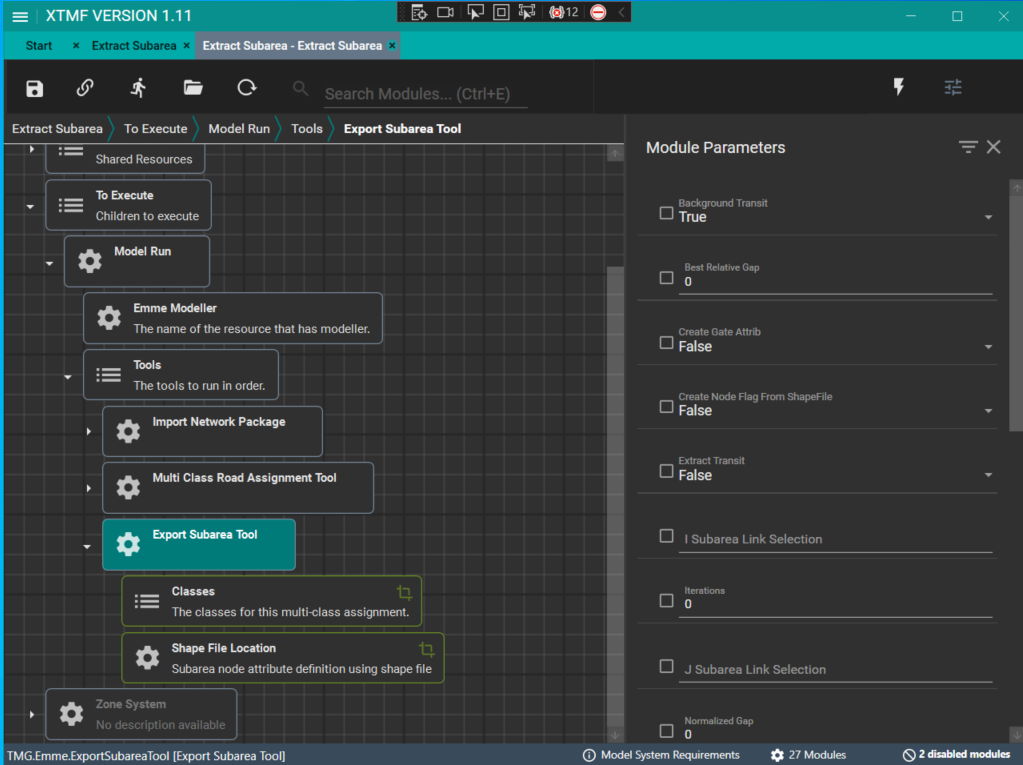 XTMF VERSION 1.11
12
Start
Extract Subarea
Extract Subarea - Extract Subarea
Search Modules... (Ctrl+E)
Extract Subarea
To Execute
Model Run
Tools
Export Subarea Tool
Shared Resources
To Execute
Children to execute
Model Run
Emme Modeller
The name of the resource that has modeller.
Tools
The tools to run in order.
Import Network Package
Multi Class Road Assignment Tool
Export Subarea Tool
Classes
The classes for this multi-class assignment.
Shape File Location
Subarea node attribute definition using shape file
Zone System
No description available
Module Parameters
Background Transit
True
Best Relative Gap
0
Create Gate Attrib
False
Create Node Flag From ShapeFile
False
Extract Transit
False
I Subarea Link Selection
Iterations
0
J Subarea Link Selection
Normalized Gap
0
TMG.Emme.ExportSubareaTool [Export Subarea Tool]
Model System Requirements
27 Modules
2 disabled modules